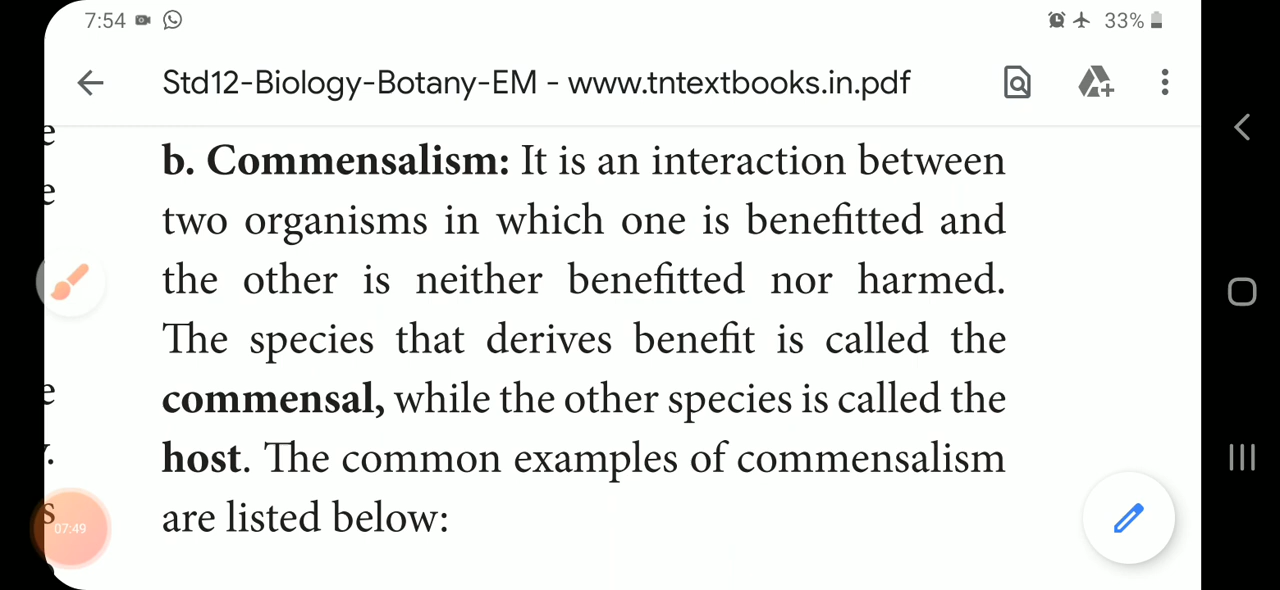 7:54
33%
Std12-Biology-Botany-EM - www.tntextbooks.in.pdf
e
e
e
s
b. Commensalism: It is an interaction between
two organisms in which one is benefitted and
the other is neither benefitted nor harmed.
The species that derives benefit is called the
commensal, while the other species is called the
host. The common examples of commensalism
are listed below:
07:49